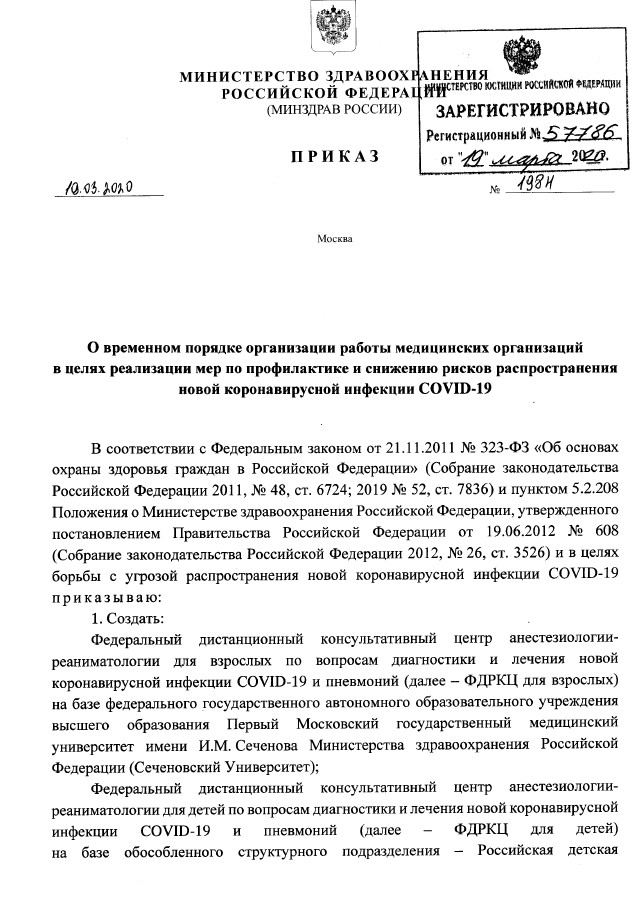 МИНИСТЕРСТВО ЗДРАВООХРАНЕНИЯ
РОССИЙСКОЙ ФЕДЕРАЦИИ
(МИНЗДРАВ РОССИИ)
МИНИСТЕРСТВО ЮСТИЦИИ РОССИЙСКОЙ ФЕДЕРАЦИИ
ЗАРЕГИСТРИРОВАНО
Регистрационный № 57786
от "19" марта 2020.
ПРИКАЗ
19.03.2020
№ 198н
Москва
О временном порядке организации работы медицинских организаций
в целях реализации мер по профилактике и снижению рисков распространения
новой коронавирусной инфекции COVID-19
В соответствии с Федеральным законом от 21.11.2011 № 323-ФЗ «Об основах
охраны здоровья граждан в Российской Федерации» (Собрание законодательства
Российской Федерации 2011, № 48, ст. 6724; 2019 № 52, ст. 7836) и пунктом 5.2.208
Положения о Министерстве здравоохранения Российской Федерации, утвержденного
постановлением Правительства Российской Федерации от 19.06.2012 № 608
(Собрание законодательства Российской Федерации 2012, № 26, ст. 3526) и в целях
борьбы с угрозой распространения новой коронавирусной инфекции COVID-19
приказываю:
1. Создать:
Федеральный дистанционный консультативный центр анестезиологии-
реаниматологии для взрослых по вопросам диагностики и лечения новой
коронавирусной инфекции COVID-19 и пневмоний (далее – ФДРКЦ для взрослых)
на базе федерального государственного автономного образовательного учреждения
высшего образования Первый Московский государственный медицинский
университет имени И.М. Сеченова Министерства здравоохранения Российской
Федерации (Сеченовский Университет);
Федеральный дистанционный консультативный центр анестезиологии-
реаниматологии для детей по вопросам диагностики и лечения новой коронавирусной
инфекции COVID-19 и пневмоний (далее – ФДРКЦ для детей)
на базе обособленного структурного подразделения – Российская детская